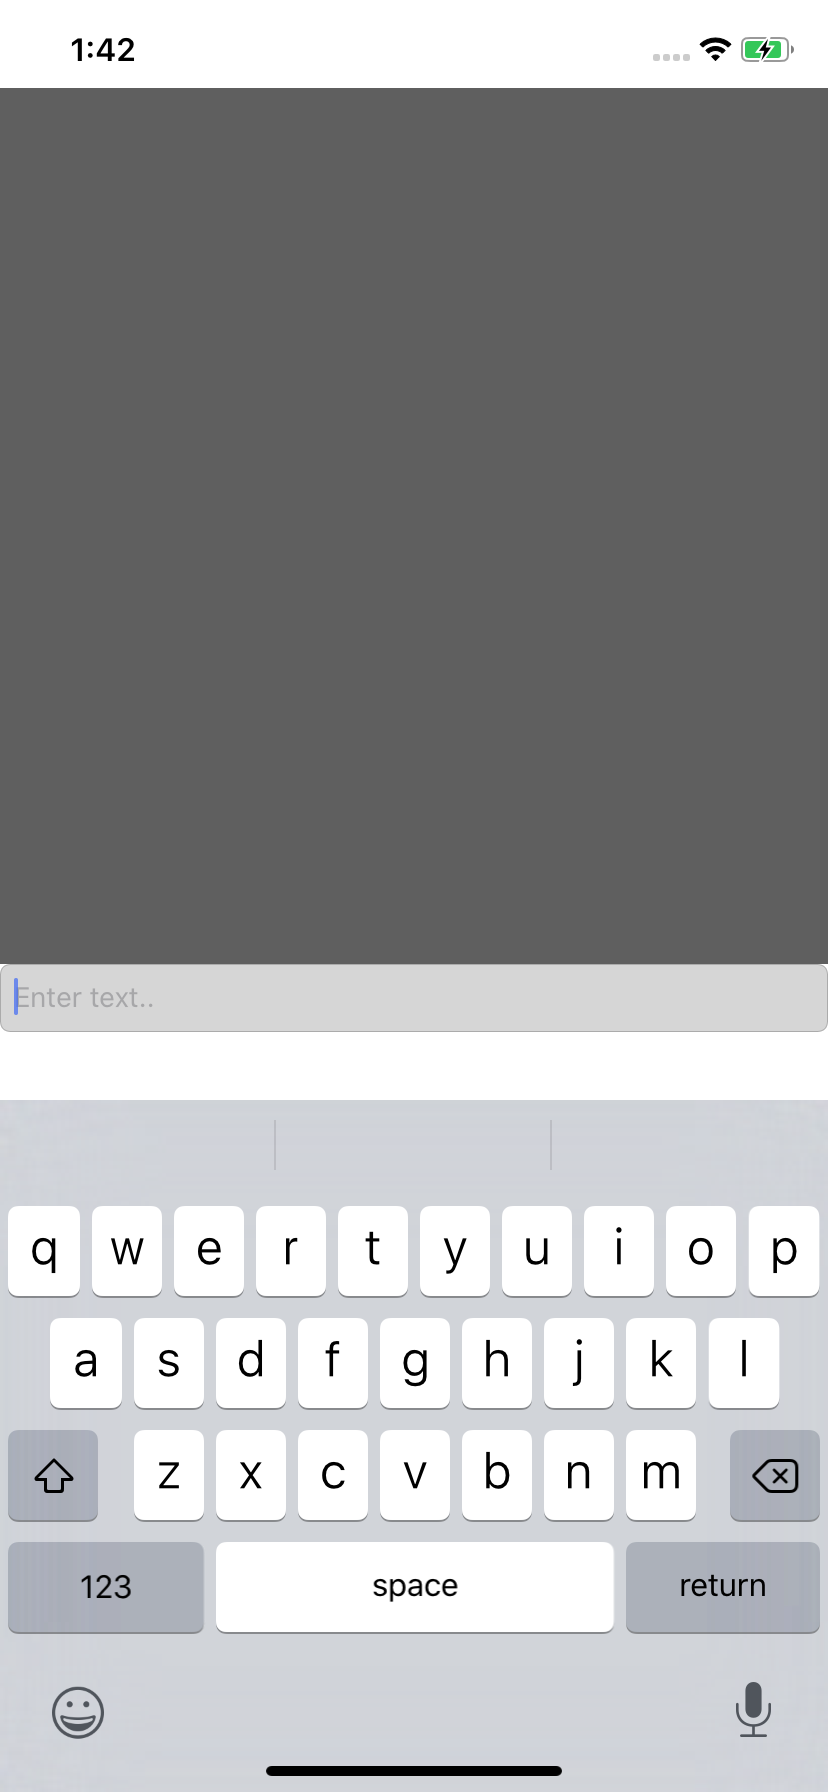 1:42
Enter text..
q w e r t y u i o p
a s d f g h j k l
z x c v b n m
123 space return